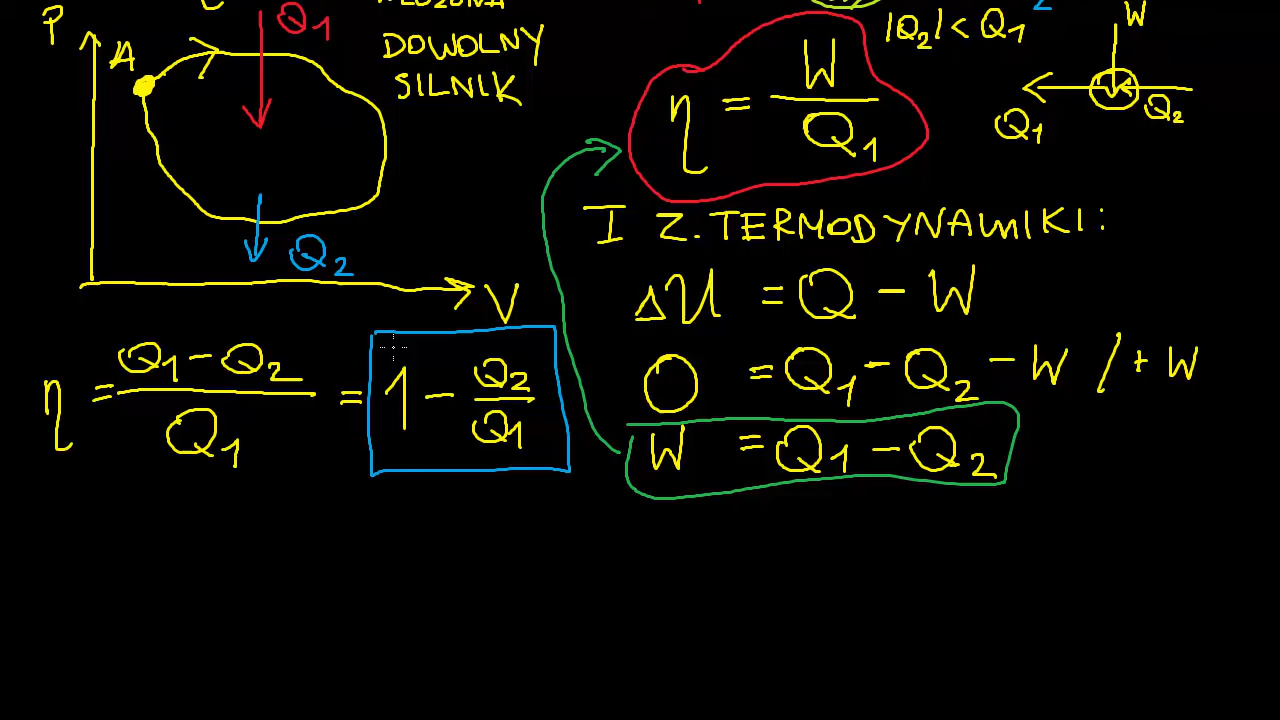 P
A
Q1
DOWOLNY
SILNIK
Q2
V
η = (Q1 - Q2)/Q1 = 1 - Q2/Q1
|Q2| < Q1
W
Q1
Q2
η = W/Q1
I Z. TERMODYNAMIKI:
ΔU = Q - W
0 = Q1 - Q2 - W /+ W
W = Q1 - Q2